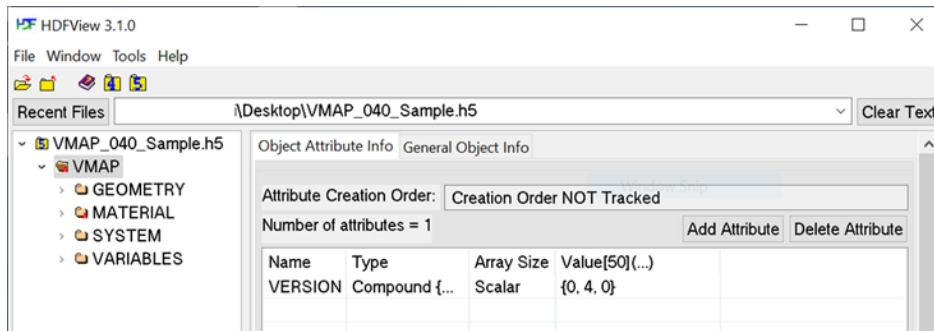 HDFView 3.1.0
File Window Tools Help
Recent Files i\Desktop\VMAP_040_Sample.h5 Clear Text
VMAP_040_Sample.h5
VMAP
GEOMETRY
MATERIAL
SYSTEM
VARIABLES
Object Attribute Info General Object Info
Window Snip
Attribute Creation Order: Creation Order NOT Tracked
Number of attributes = 1 Add Attribute Delete Attribute
Name Type Array Size Value[50](...)
VERSION Compound {... Scalar {0, 4, 0}